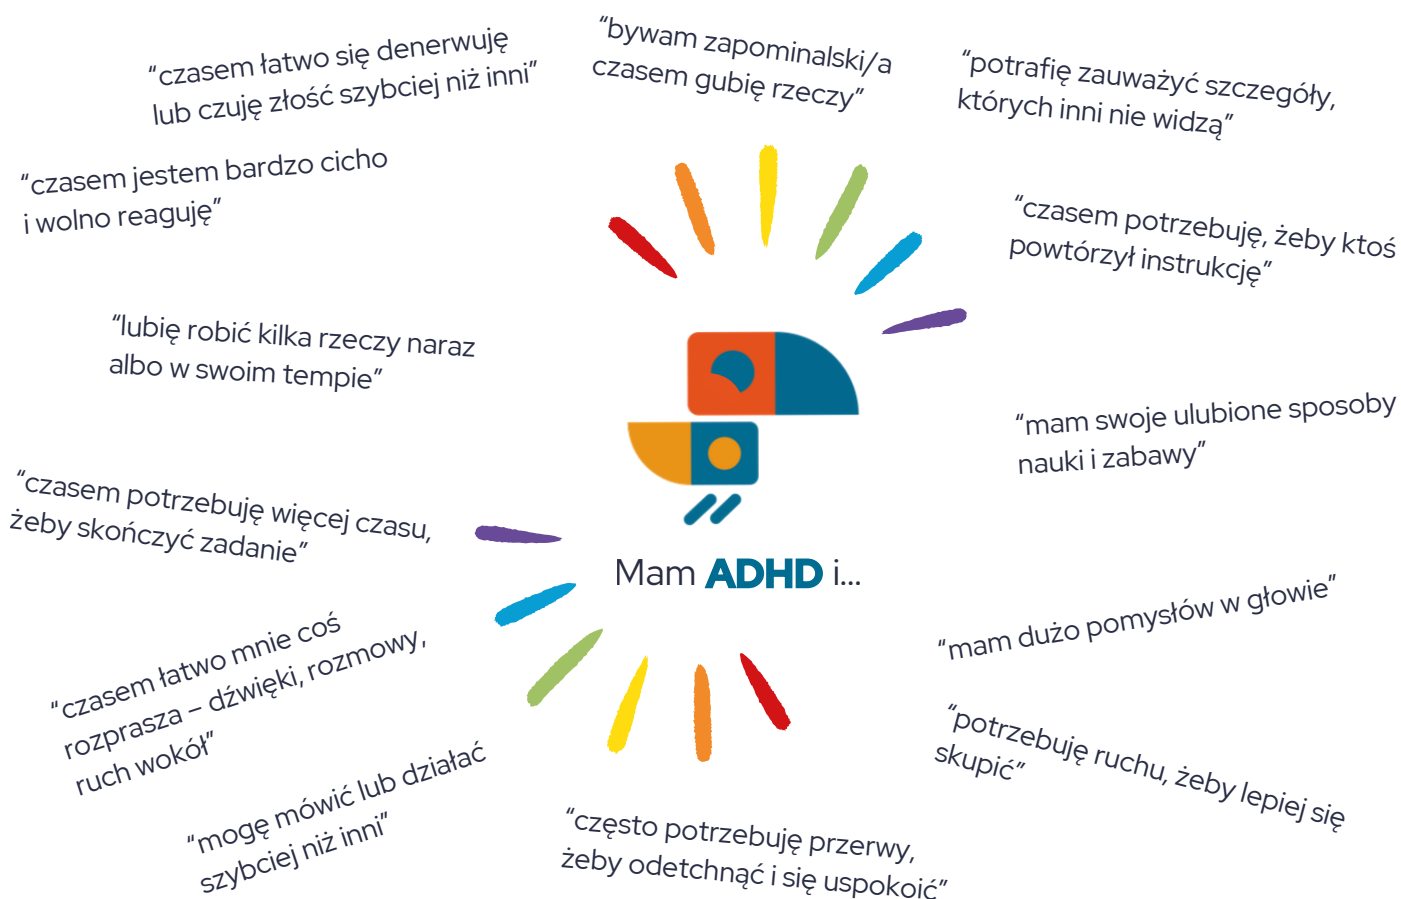 “czasem łatwo się denerwuję
lub czuję złość szybciej niż inni”
“bywam zapominalski/a
czasem gubię rzeczy”
“potrafię zauważyć szczegóły,
których inni nie widzą”
“czasem jestem bardzo cicho
i wolno reaguję”
“czasem potrzebuję, żeby ktoś
powtórzył instrukcję”
“lubię robić kilka rzeczy naraz
albo w swoim tempie”
“mam swoje ulubione sposoby
nauki i zabawy”
“czasem potrzebuję więcej czasu,
żeby skończyć zadanie”
Mam ADHD i...
“mam dużo pomysłów w głowie”
“czasem łatwo mnie coś
rozprasza – dźwięki, rozmowy,
ruch wokół”
“potrzebuję ruchu, żeby lepiej się
skupić”
“mogę mówić lub działać
szybciej niż inni”
“często potrzebuję przerwy,
żeby odetchnąć i się uspokoić”